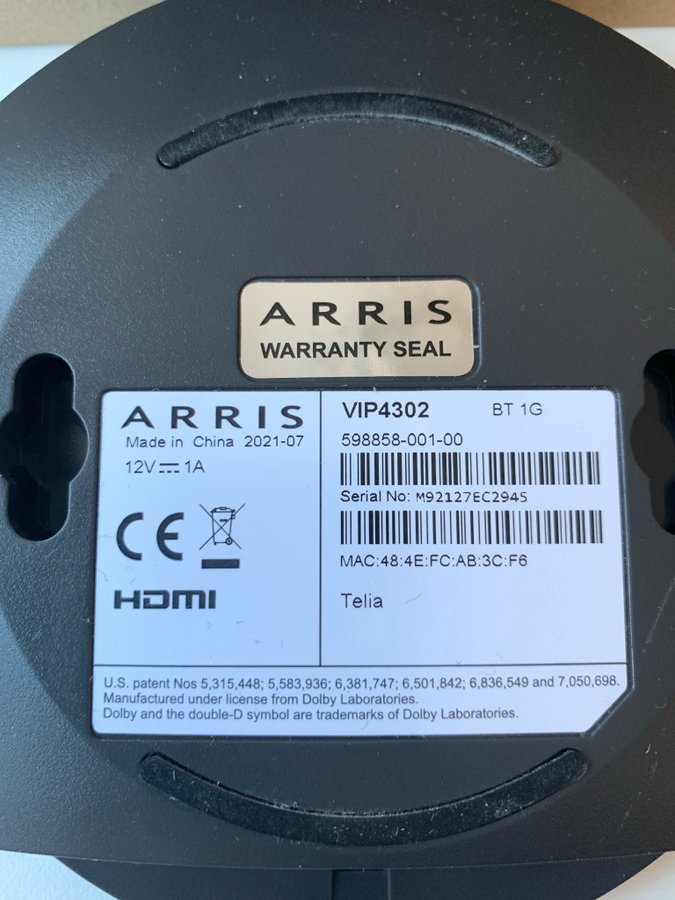 ARRIS
WARRANTY SEAL
ARRIS
Made in China 2021-07
12V⎓1A
CE
HDMI
VIP4302 BT 1G
598858-001-00
Serial No: M92127EC2945
MAC:48:4E:FC:AB:3C:F6
Telia
U.S. patent Nos 5,315,448; 5,583,936; 6,381,747; 6,501,842; 6,836,549 and 7,050,698.
Manufactured under license from Dolby Laboratories.
Dolby and the double-D symbol are trademarks of Dolby Laboratories.